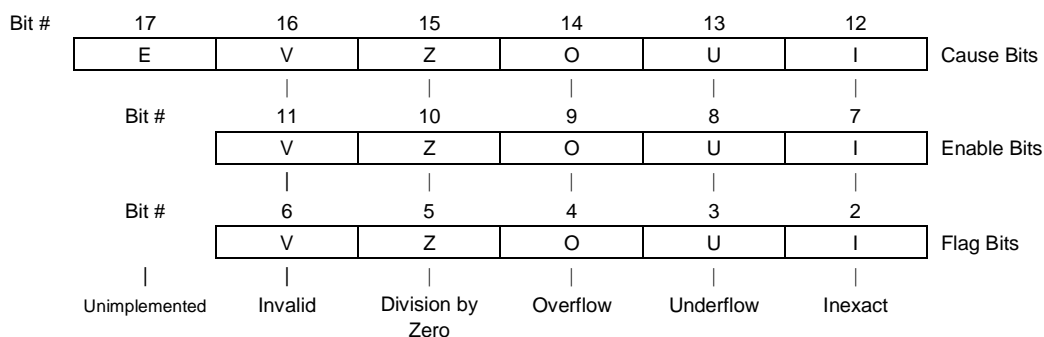 Bit # 17 16 15 14 13 12
E V Z O U I Cause Bits
Bit # 11 10 9 8 7
V Z O U I Enable Bits
Bit # 6 5 4 3 2
V Z O U I Flag Bits
Unimplemented Invalid Division by Overflow Underflow Inexact
Zero